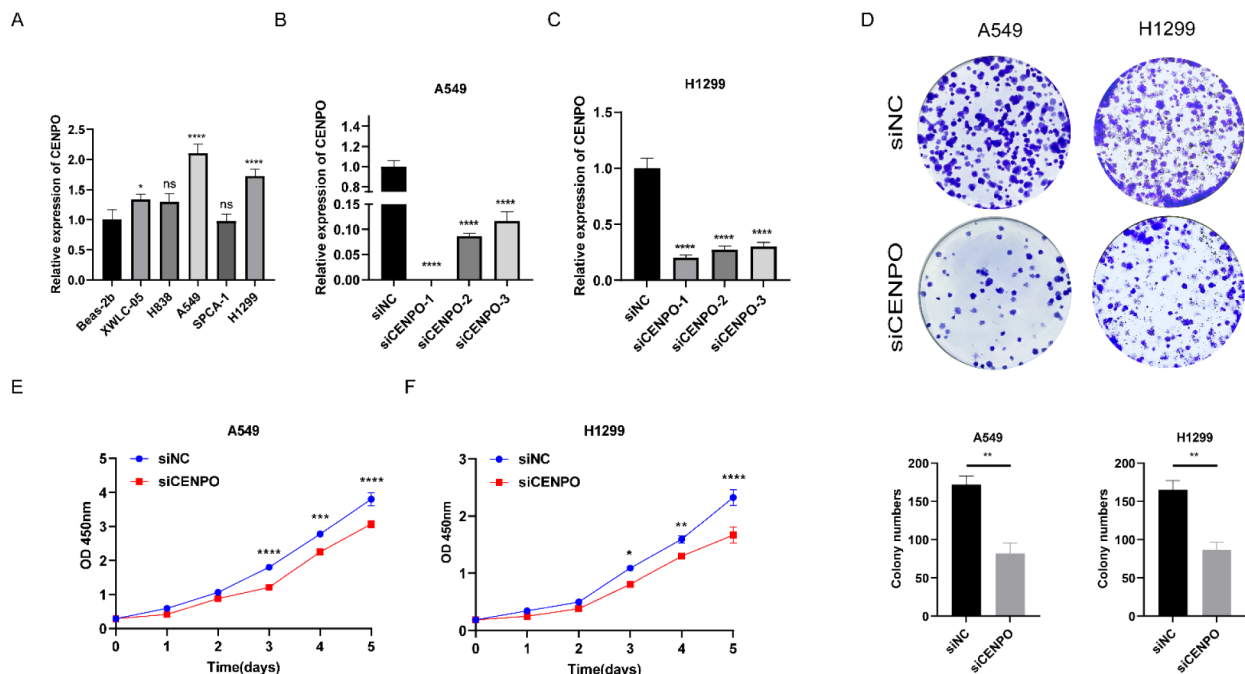 A
Relative expression of CENPO
2.5
2.0
1.5
1.0
0.5
0.0
*
ns
****
ns
****
Beas-2b
XWLC-05
H838
A549
SPCA-1
H1299
B
A549
Relative expression of CENPO
1.4
1.2
1.0
0.8
0.6
0.15
0.10
0.05
0.00
****
****
****
siNC
siCENPO-1
siCENPO-2
siCENPO-3
C
H1299
Relative expression of CENPO
1.5
1.0
0.5
0.0
****
****
****
siNC
siCENPO-1
siCENPO-2
siCENPO-3
D
A549
H1299
siNC
siCENPO
A549
Colony numbers
200
150
100
50
0
**
siNC
siCENPO
H1299
Colony numbers
200
150
100
50
0
**
siNC
siCENPO
E
A549
siNC
siCENPO
OD 450nm
5
4
3
2
1
0
****
***
****
0 1 2 3 4 5
Time(days)
F
H1299
siNC
siCENPO
OD 450nm
3
2
1
0
*
**
****
0 1 2 3 4 5
Time(days)